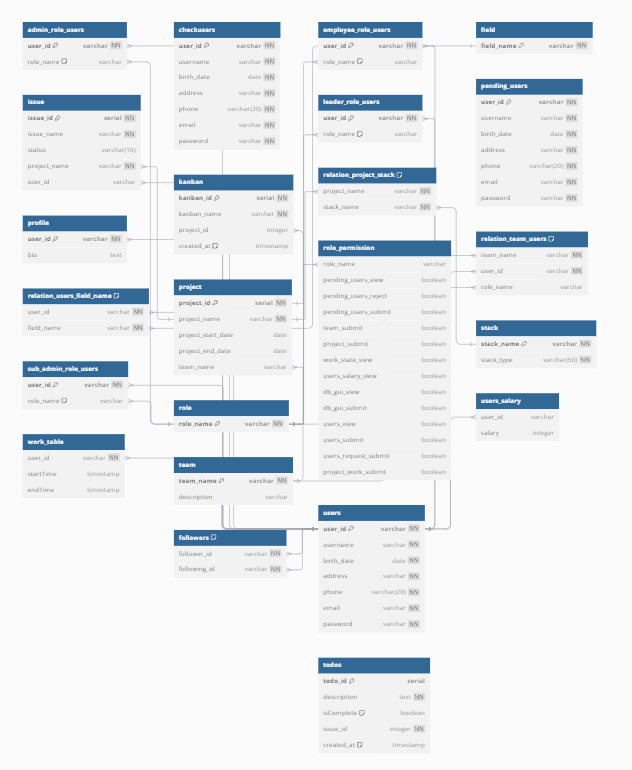 admin_role_users
user_id varchar NN
role_name varchar
issue
issue_id serial NN
issue_name varchar NN
status varchar(10)
project_name varchar NN
user_id varchar
profile
user_id varchar NN
bio text
relation_users_field_name
user_id varchar NN
field_name varchar NN
sub_admin_role_users
user_id varchar NN
role_name varchar
work_table
user_id varchar NN
startTime timestamp
endTime timestamp
checkusers
user_id varchar NN
username varchar NN
birth_date date NN
address varchar NN
phone varchar(20) NN
email varchar NN
password varchar NN
kanban
kanban_id serial NN
kanban_name varchar NN
project_id integer
created_at timestamp
project
project_id serial NN
project_name varchar NN
project_start_date date
project_end_date date
team_name varchar
role
role_name varchar NN
team
team_name varchar NN
description varchar
followers
follower_id varchar NN
following_id varchar NN
employee_role_users
user_id varchar NN
role_name varchar
leader_role_users
user_id varchar NN
role_name varchar
relation_project_stack
project_name varchar NN
stack_name varchar NN
role_permission
role_name varchar
pending_users_view boolean
pending_users_reject boolean
pending_users_submit boolean
team_submit boolean
project_submit boolean
work_state_view boolean
users_salary_view boolean
db_gui_view boolean
db_gui_submit boolean
users_view boolean
users_submit boolean
users_request_submit boolean
project_work_submit boolean
users
user_id varchar NN
username varchar NN
birth_date date NN
address varchar NN
phone varchar(20) NN
email varchar NN
password varchar NN
todos
todo_id serial
description text NN
isComplete boolean
issue_id integer NN
created_at timestamp
field
field_name varchar NN
pending_users
user_id varchar NN
username varchar NN
birth_date date NN
address varchar NN
phone varchar(20) NN
email varchar NN
password varchar NN
relation_team_users
team_name varchar NN
user_id varchar NN
role_name varchar
stack
stack_name varchar NN
stack_type varchar(50) NN
users_salary
user_id varchar
salary integer